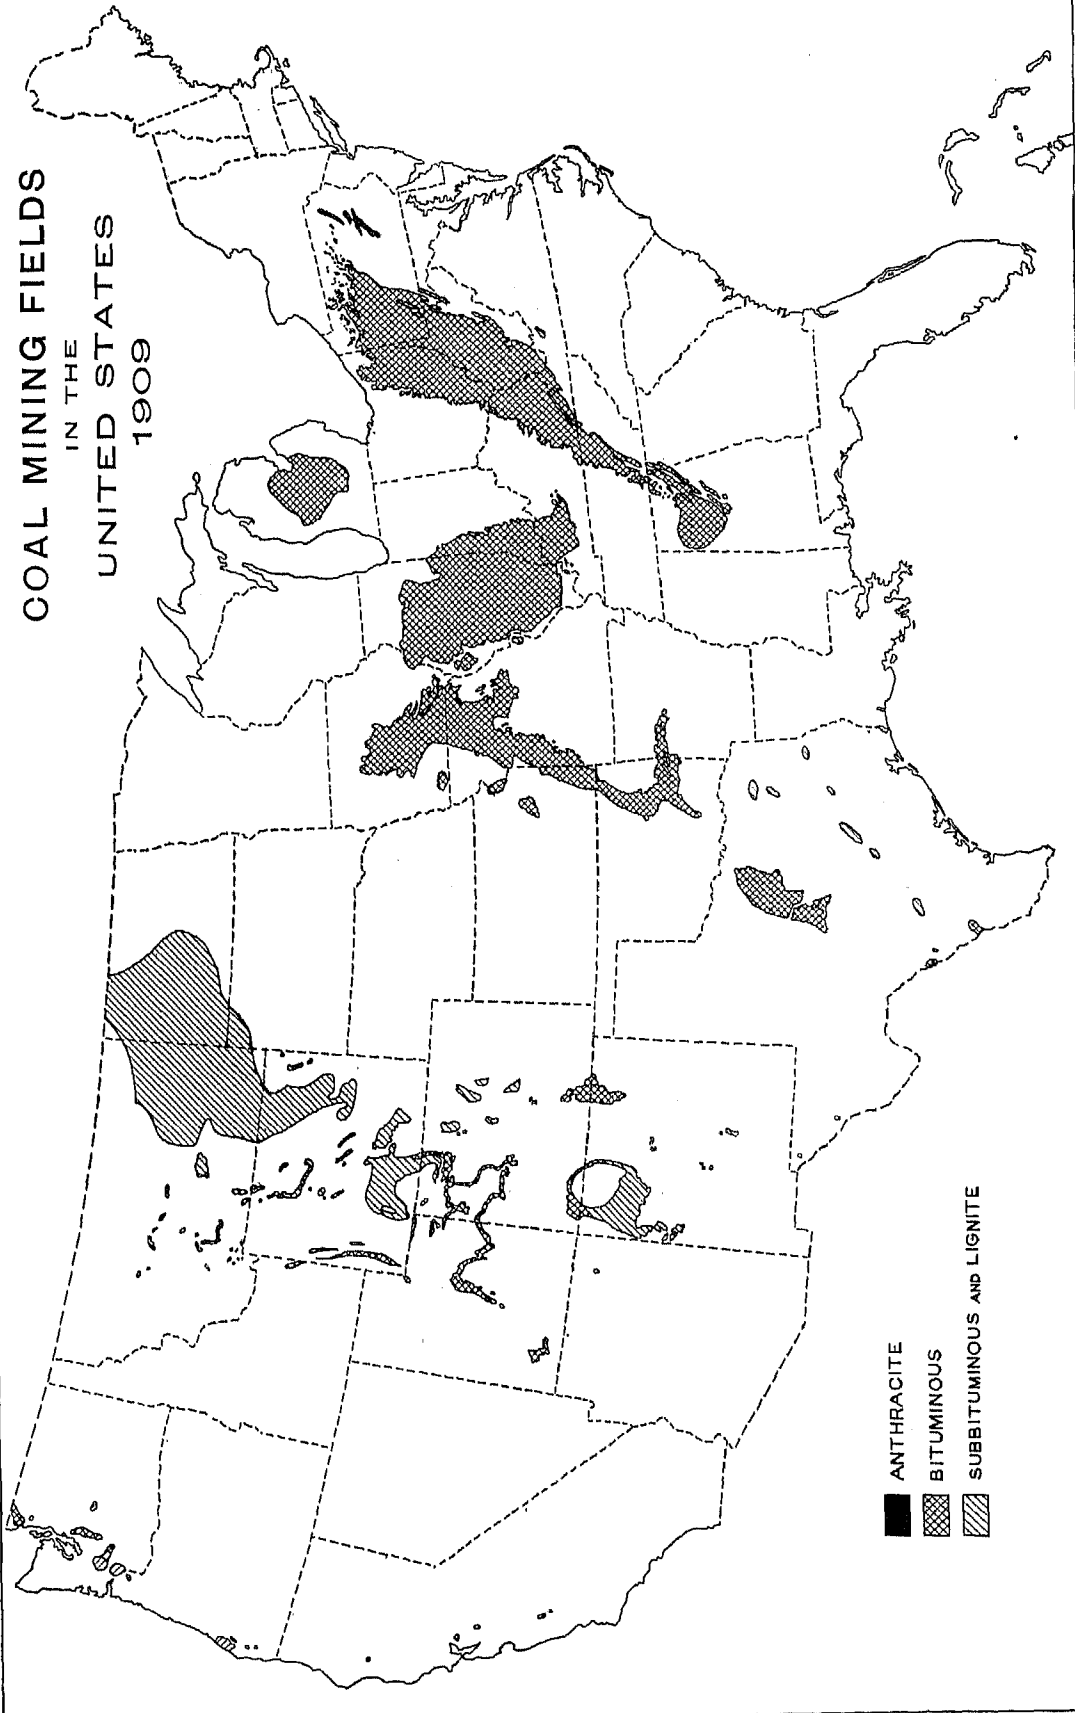 COAL MINING FIELDS
IN THE
UNITED STATES
1909
ANTHRACITE
BITUMINOUS
SUBBITUMINOUS AND LIGNITE